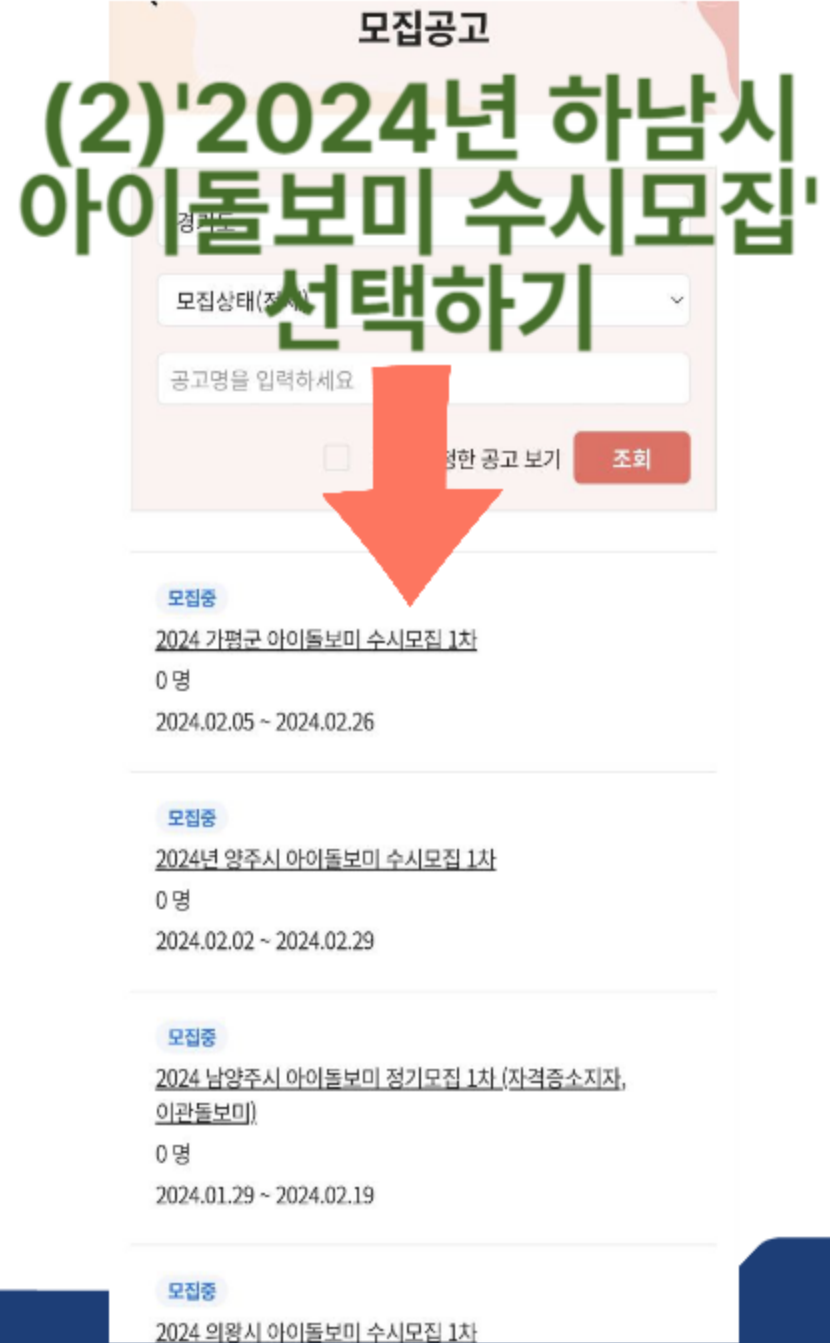 모집공고
(2)'2024년 하남시
아이돌보미 수시모집'
선택하기
모집상태
공고명을 입력하세요
공고 보기
조회
모집중
2024 가평군 아이돌보미 수시모집 1차
0 명
2024.02.05 ~ 2024.02.26
모집중
2024년 양주시 아이돌보미 수시모집 1차
0 명
2024.02.02 ~ 2024.02.29
모집중
2024 남양주시 아이돌보미 정기모집 1차 (자격증소지자,
이관돌보미)
0 명
2024.01.29 ~ 2024.02.19
모집중
2024 의왕시 아이돌보미 수시모집 1차